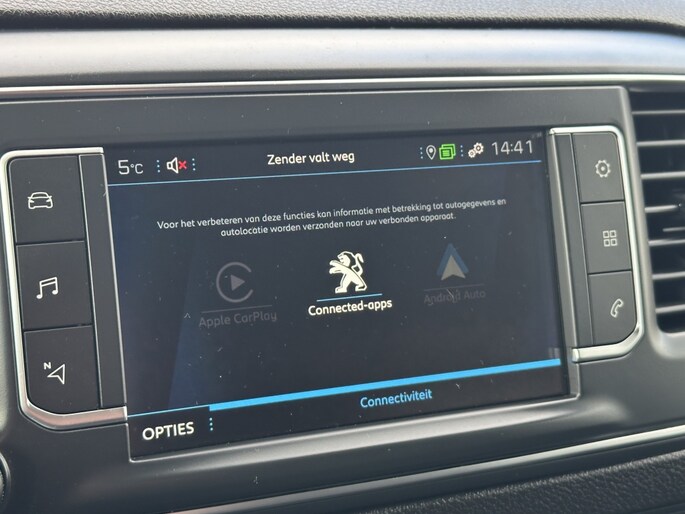 5°C
Zender valt weg
14:41
Voor het verbeteren van deze functies kan informatie met betrekking tot autogegevens en
autolocatie worden verzonden naar uw verbonden apparaat.
Apple CarPlay
Connected-apps
Android Auto
N
Connectiviteit
OPTIES